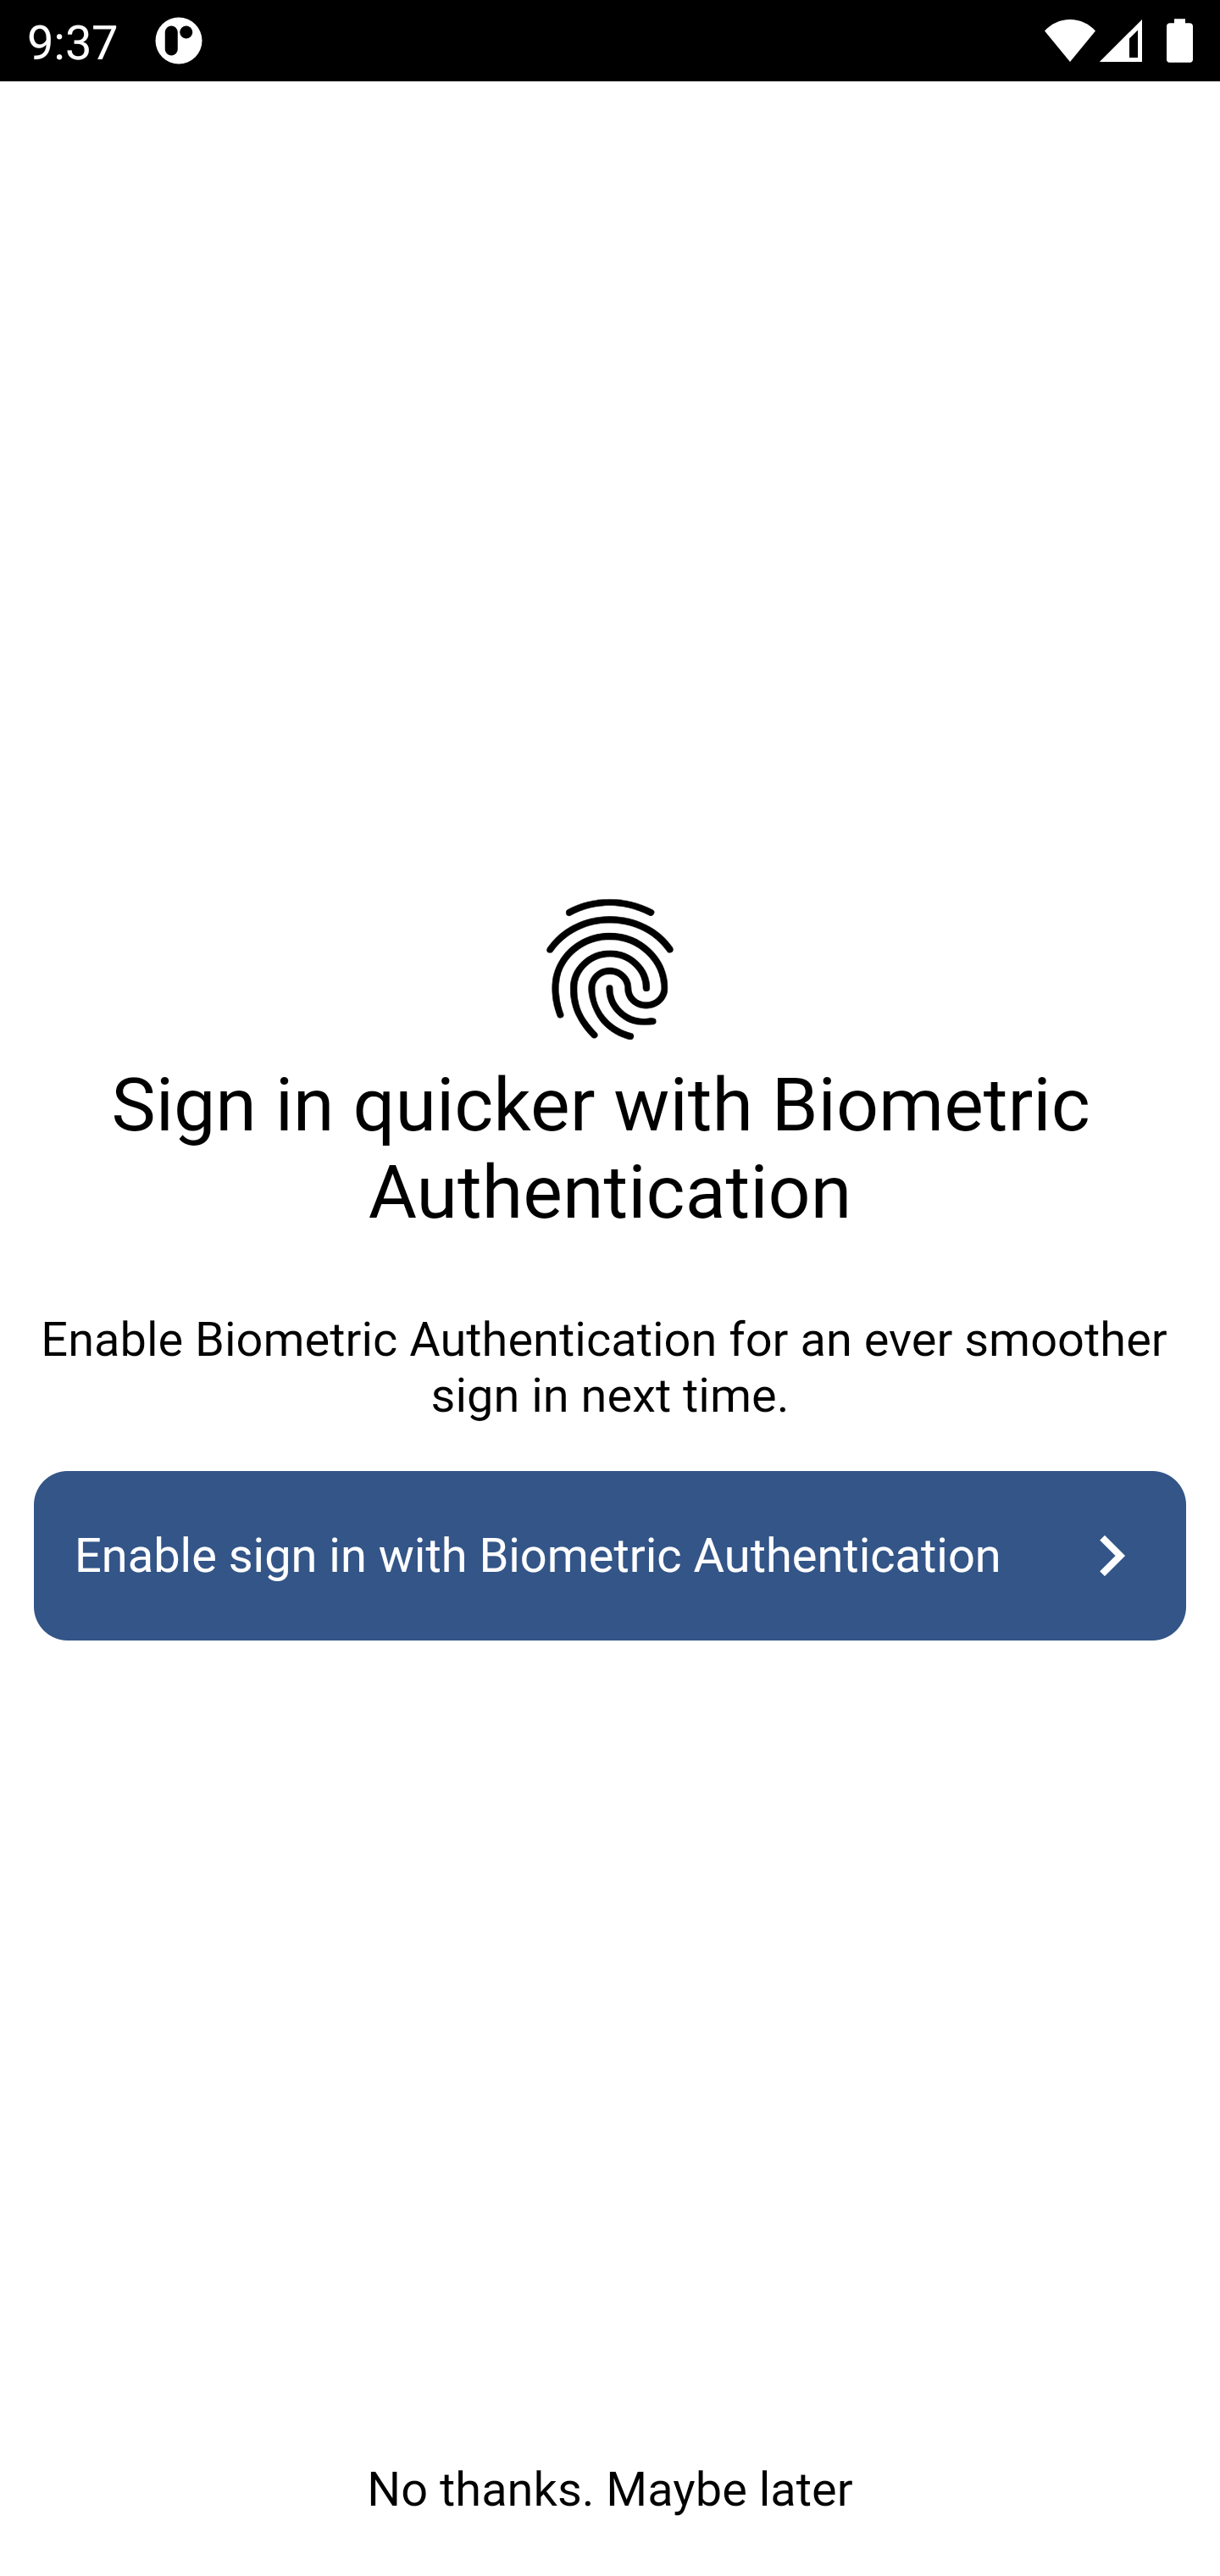 9:37
Sign in quicker with Biometric
Authentication
Enable Biometric Authentication for an ever smoother
sign in next time.
Enable sign in with Biometric Authentication
No thanks. Maybe later